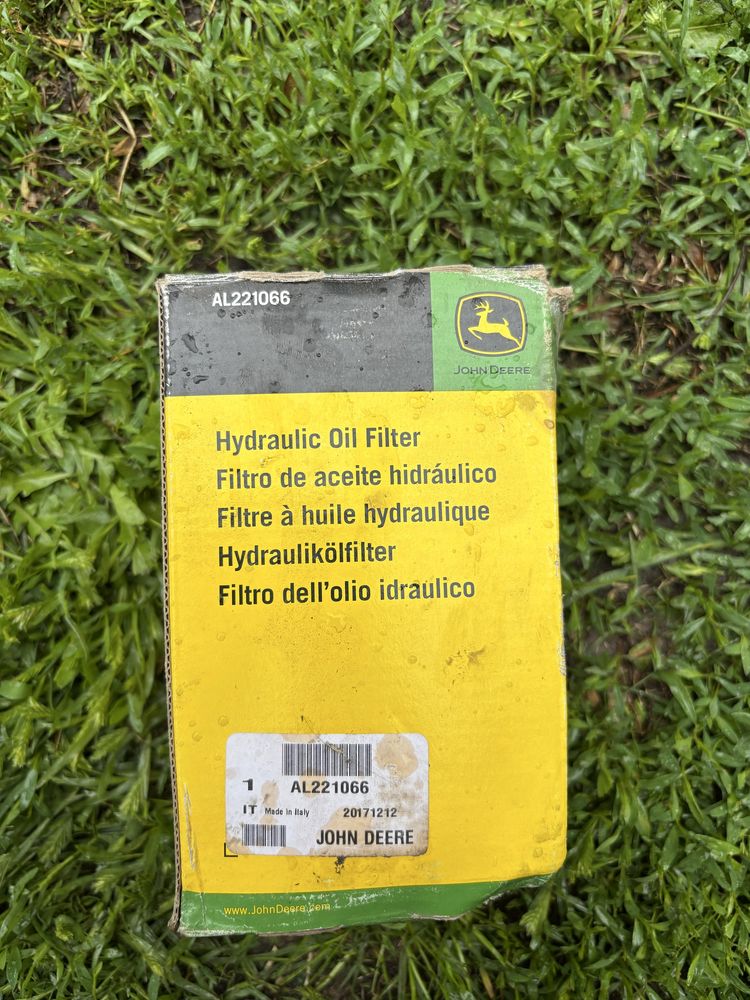 AL221066
JOHN DEERE
Hydraulic Oil Filter
Filtro de aceite hidráulico
Filtre à huile hydraulique
Hydraulikölfilter
Filtro dell'olio idraulico
1 AL221066
IT Made in Italy 20171212
JOHN DEERE
www.JohnDeere.com